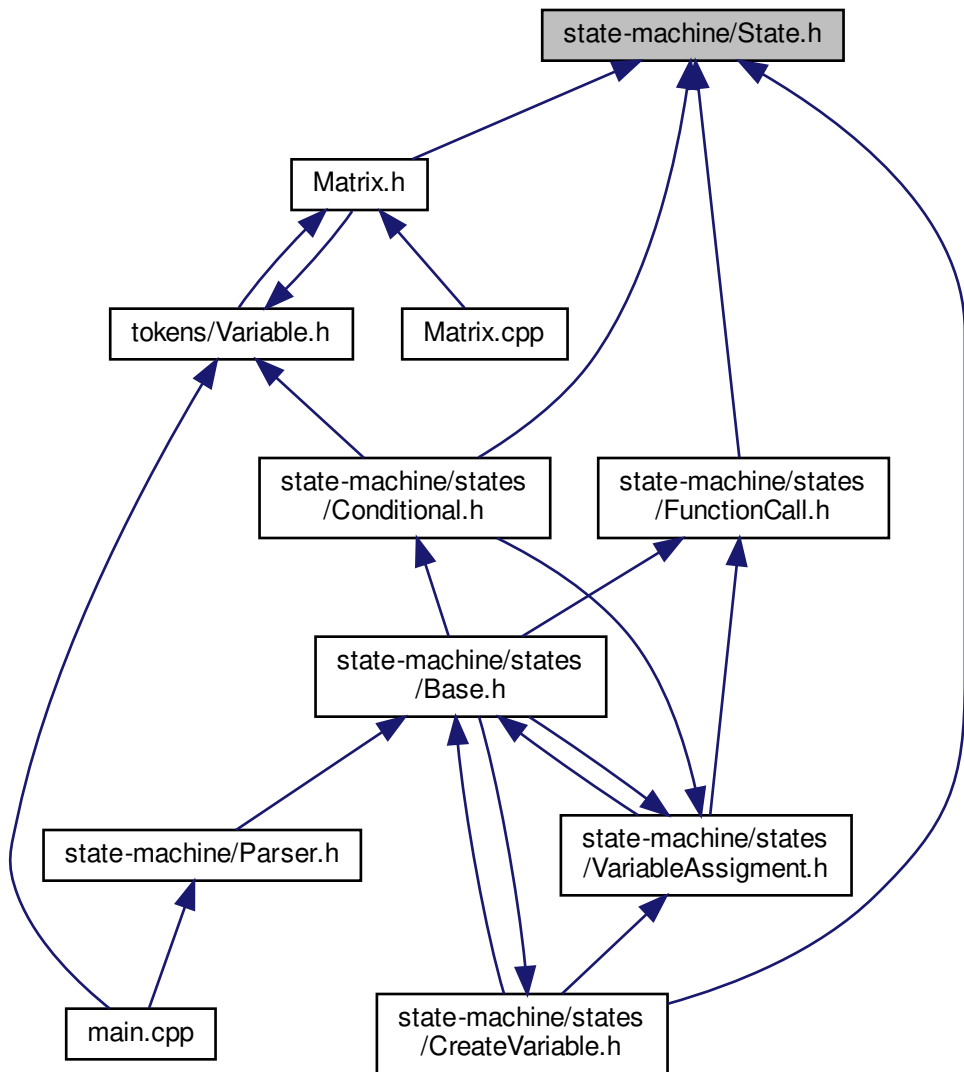 state-machine/State.h
Matrix.h
tokens/Variable.h
Matrix.cpp
state-machine/states
/Conditional.h
state-machine/states
/FunctionCall.h
state-machine/states
/Base.h
state-machine/Parser.h
state-machine/states
/VariableAssigment.h
main.cpp
state-machine/states
/CreateVariable.h